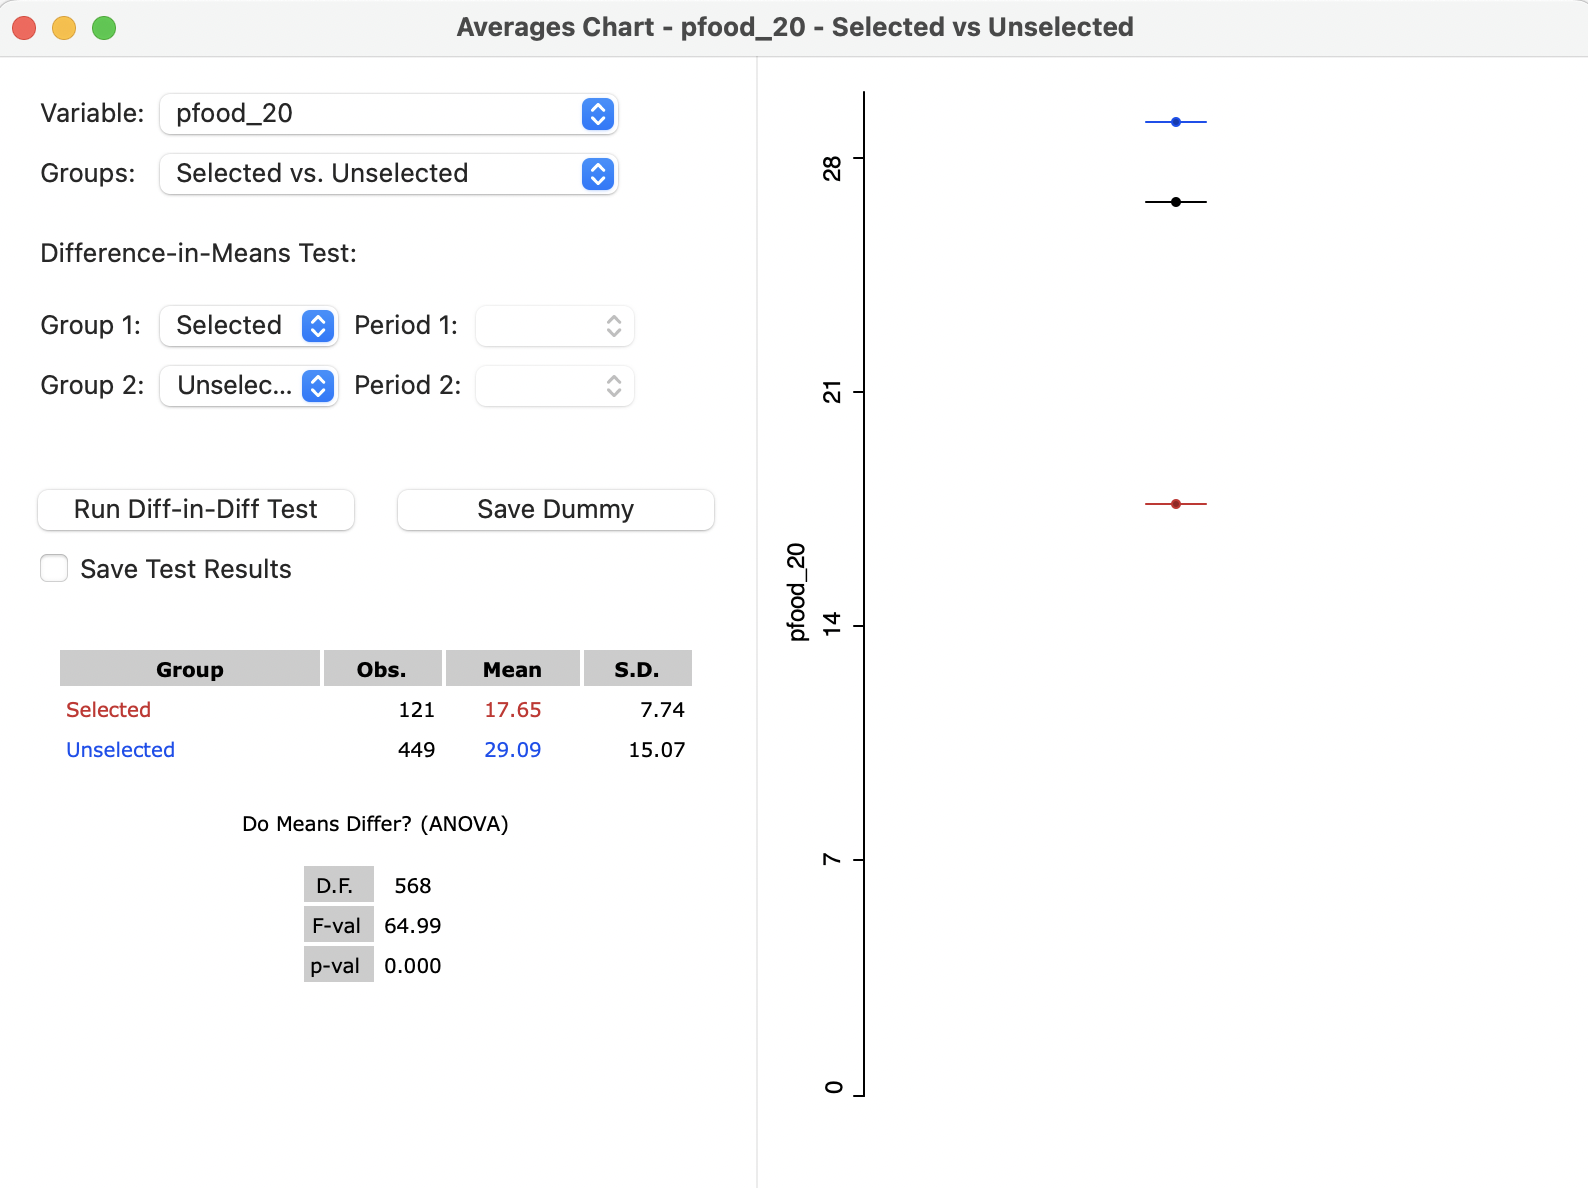 Averages Chart - pfood_20 - Selected vs Unselected
Variable: pfood_20
Groups: Selected vs. Unselected
Difference-in-Means Test:
Group 1: Selected Period 1:
Group 2: Unselec... Period 2:
Run Diff-in-Diff Test Save Dummy
Save Test Results
Group Obs. Mean S.D.
Selected 121 17.65 7.74
Unselected 449 29.09 15.07
Do Means Differ? (ANOVA)
D.F. 568
F-val 64.99
p-val 0.000
pfood_20
28
21
14
7
0